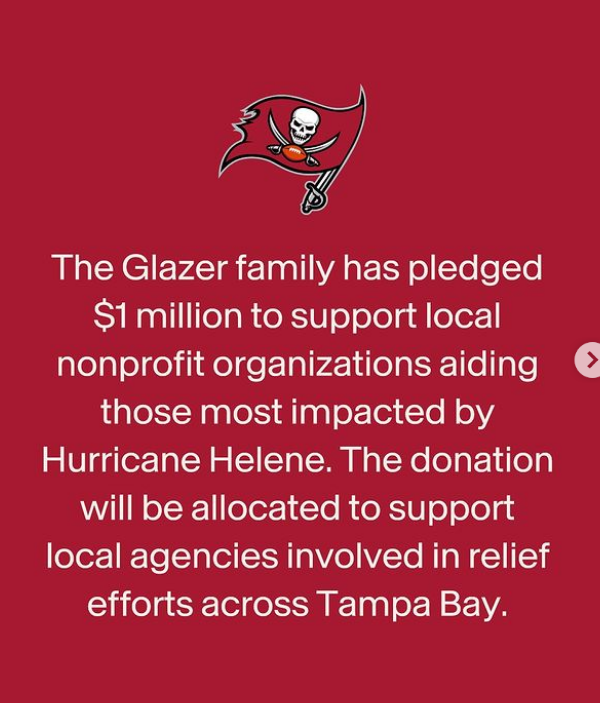 The Glazer family has pledged
$1 million to support local
nonprofit organizations aiding
those most impacted by
Hurricane Helene. The donation
will be allocated to support
local agencies involved in relief
efforts across Tampa Bay.